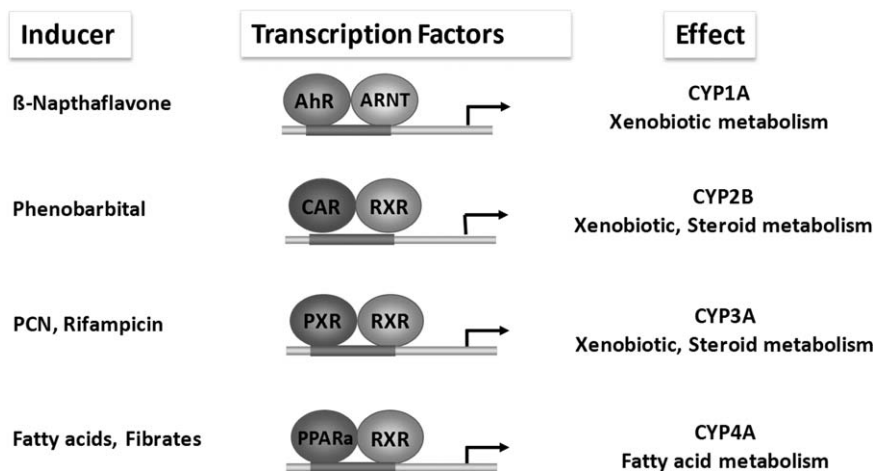 Inducer Transcription Factors Effect
ß-Napthaflavone AhR ARNT CYP1A
Xenobiotic metabolism
Phenobarbital CAR RXR CYP2B
Xenobiotic, Steroid metabolism
PCN, Rifampicin PXR RXR CYP3A
Xenobiotic, Steroid metabolism
Fatty acids, Fibrates PPARa RXR CYP4A
Fatty acid metabolism